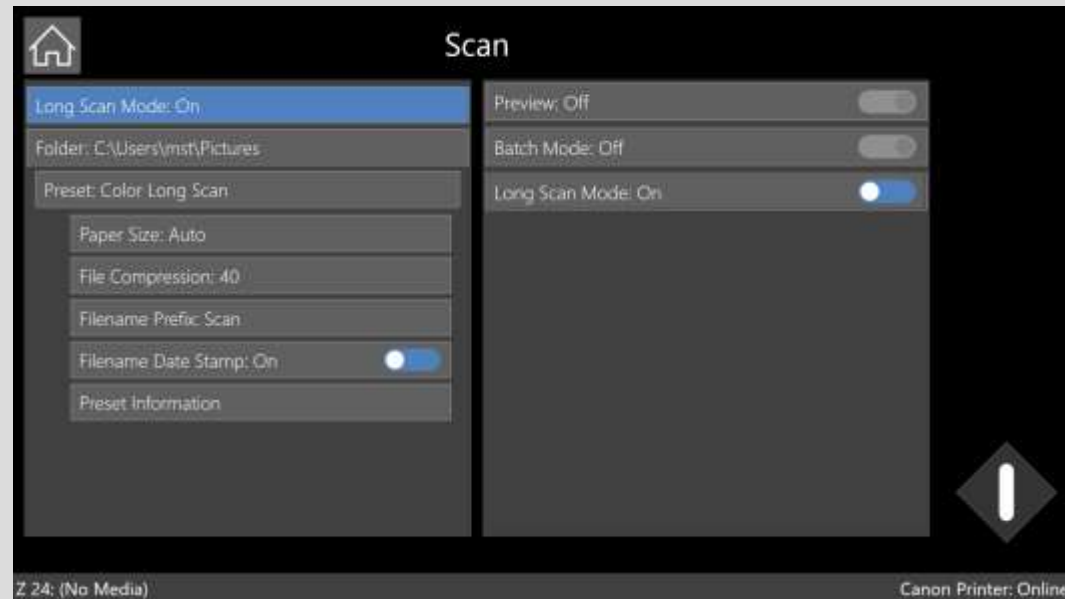 Scan
Long Scan Mode: On
Folder: C:\Users\mst\Pictures
Preset: Color Long Scan
Paper Size: Auto
File Compression: 40
Filename Prefix: Scan
Filename Date Stamp: On
Preset Information
Preview: Off
Batch Mode: Off
Long Scan Mode: On
Z 24: (No Media)
Canon Printer: Online